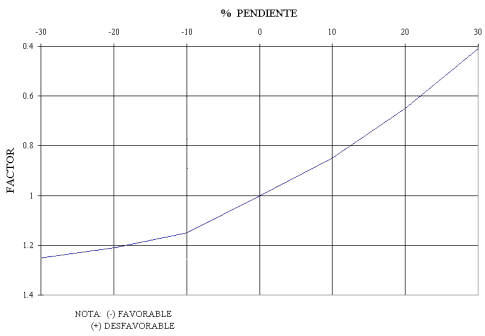 % PENDIENTE
-30 -20 -10 0 10 20 30
0.4
0.6
0.8
1
1.2
1.4
FACTOR
NOTA: (-) FAVORABLE
(+) DESFAVORABLE